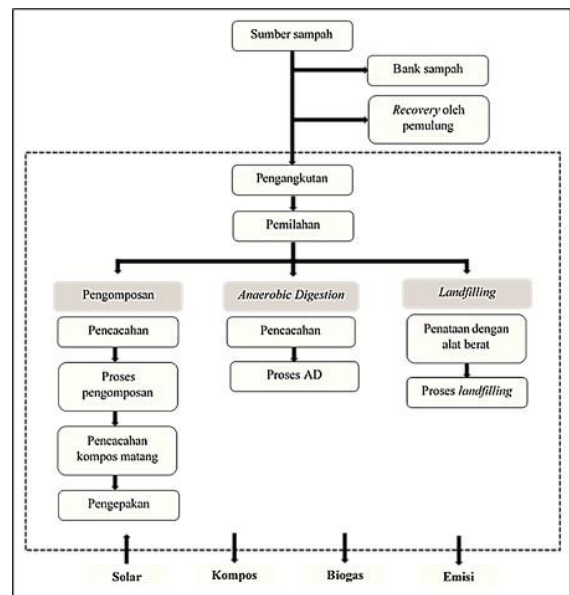 Sumber sampah
Bank sampah
Recovery oleh
pemulung
Pengangkutan
Pemilahan
Pengomposan
Pencacahan
Proses
pengomposan
Pencacahan
kompos matang
Pengepakan
Anaerobic Digestion
Pencacahan
Proses AD
Landfilling
Penataan dengan
alat berat
Proses landfilling
Solar
Kompos
Biogas
Emisi